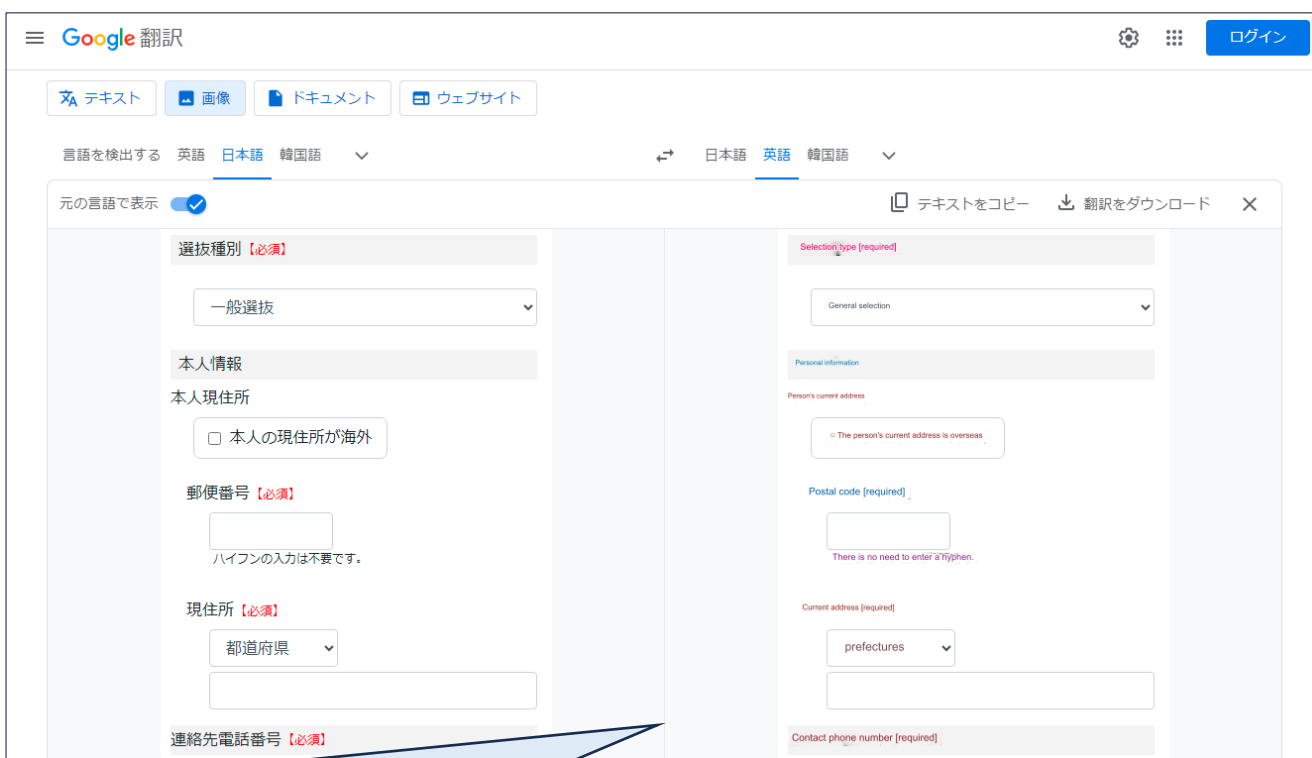 Google 翻訳
ログイン
テキスト 画像 ドキュメント ウェブサイト
言語を検出する 英語 日本語 韓国語
日本語 英語 韓国語
元の言語で表示
テキストをコピー 翻訳をダウンロード
選抜種別【必須】
一般選抜
本人情報
本人現住所
本人の現住所が海外
郵便番号【必須】
ハイフンの入力は不要です。
現住所【必須】
都道府県
連絡先電話番号【必須】
Selection type [required]
General selection
Personal information
Person's current address
The person's current address is overseas
Postal code [required]
There is no need to enter a hyphen.
Current address [required]
prefectures
Contact phone number [required]